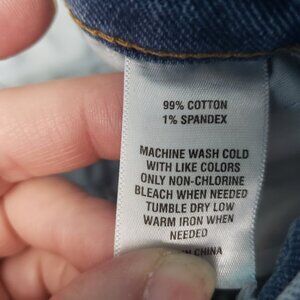 99% COTTON
1% SPANDEX
MACHINE WASH COLD
WITH LIKE COLORS
ONLY NON-CHLORINE
BLEACH WHEN NEEDED
TUMBLE DRY LOW
WARM IRON WHEN
NEEDED
CHINA